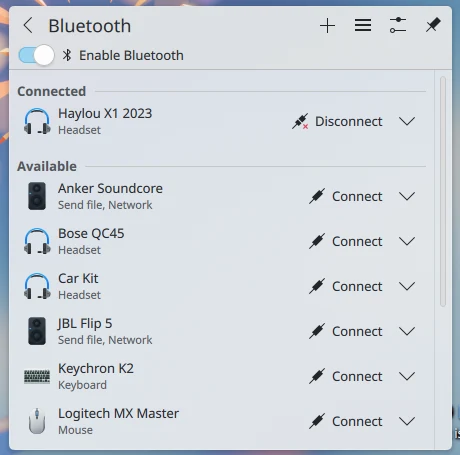 Bluetooth
Enable Bluetooth
Connected
Haylou X1 2023
Headset
Disconnect
Available
Anker Soundcore
Send file, Network
Connect
Bose QC45
Headset
Connect
Car Kit
Headset
Connect
JBL Flip 5
Send file, Network
Connect
Keychron K2
Keyboard
Connect
Logitech MX Master
Mouse
Connect